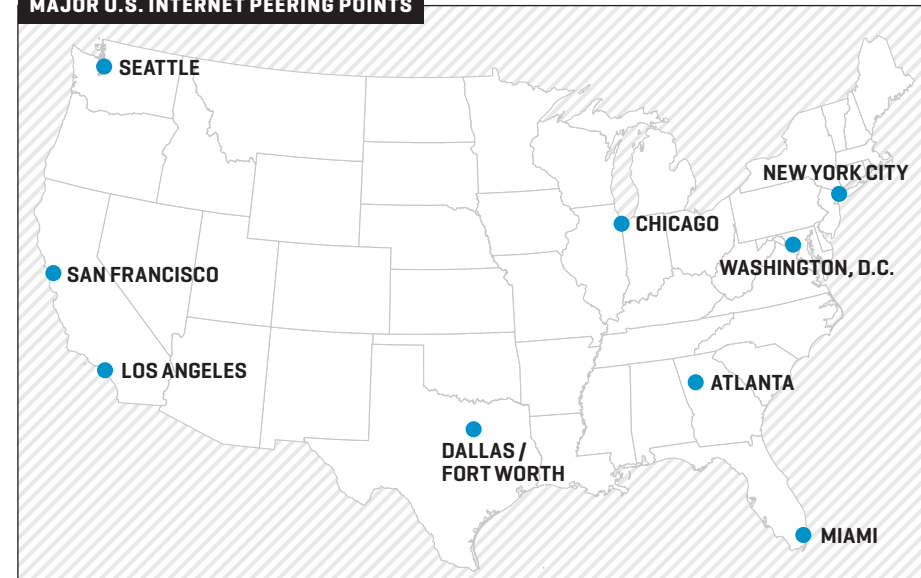 MAJOR U.S. INTERNET PEERING POINTS
SEATTLE
NEW YORK CITY
CHICAGO
WASHINGTON, D.C.
SAN FRANCISCO
LOS ANGELES
ATLANTA
DALLAS /
FORT WORTH
MIAMI